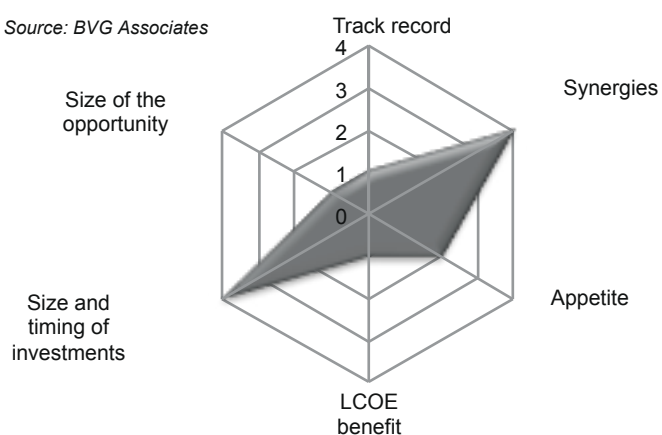 Source: BVG Associates
Track record
4
3
2
1
0
Synergies
Size of the
opportunity
Size and
timing of
investments
Appetite
LCOE
benefit